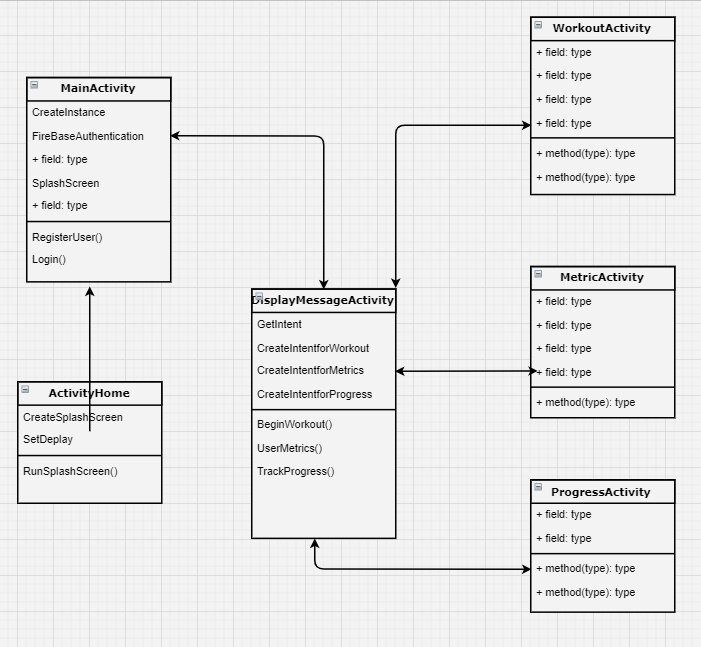 MainActivity
CreateInstance
FireBaseAuthentication
+ field: type
SplashScreen
+ field: type
RegisterUser()
Login()
ActivityHome
CreateSplashScreen
SetDeplay
RunSplashScreen()
DisplayMessageActivity
GetIntent
CreateIntentforWorkout
CreateIntentforMetrics
CreateIntentforProgress
BeginWorkout()
UserMetrics()
TrackProgress()
WorkoutActivity
+ field: type
+ field: type
+ field: type
+ field: type
+ method(type): type
+ method(type): type
MetricActivity
+ field: type
+ field: type
+ field: type
+ field: type
+ method(type): type
ProgressActivity
+ field: type
+ field: type
+ method(type): type
+ method(type): type